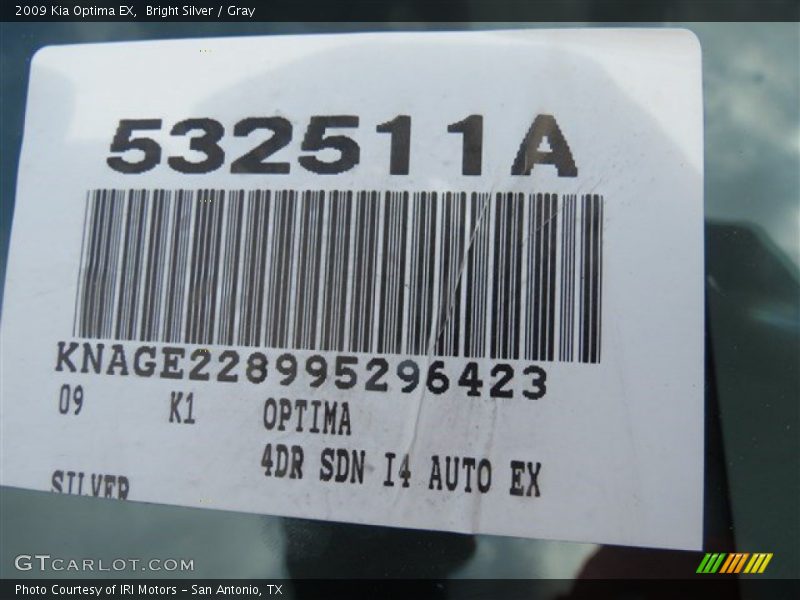 2009 Kia Optima EX, Bright Silver / Gray
532511A
KNAGE228995296423
09 K1 OPTIMA
4DR SDN I4 AUTO EX
SILVER
GTCARLOT.COM
Photo Courtesy of IRI Motors - San Antonio, TX